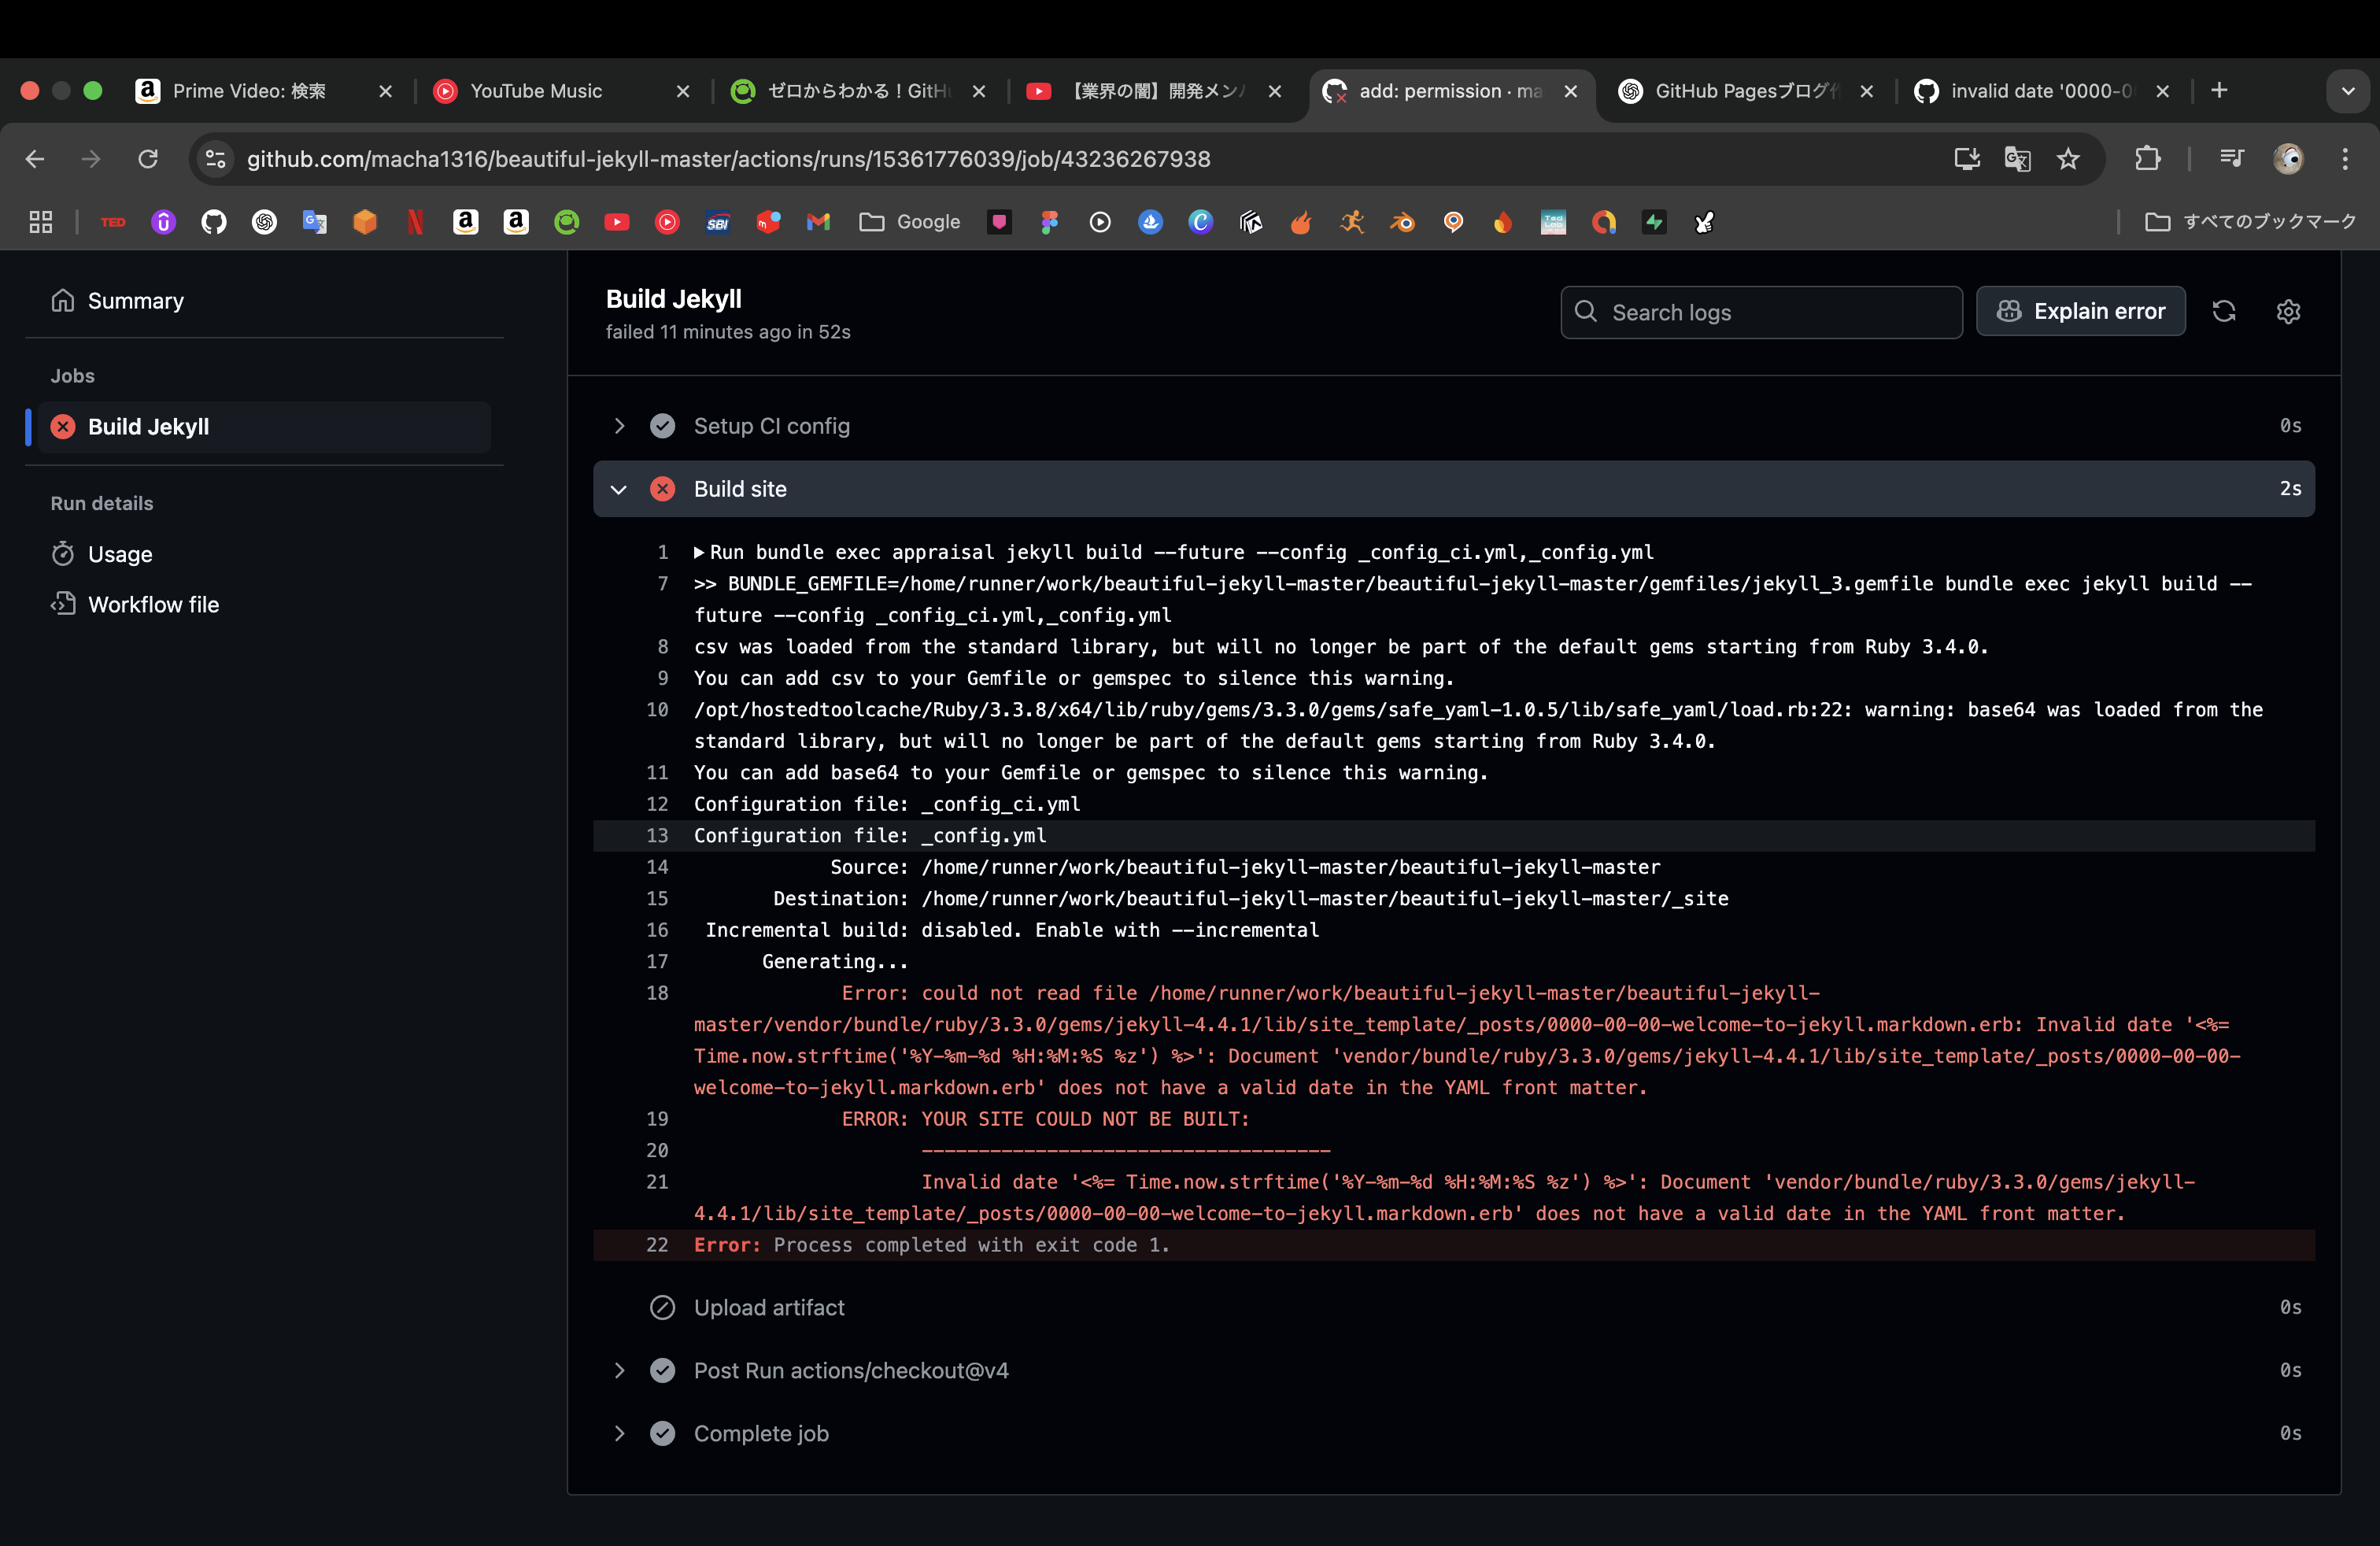 Prime Video: 検索
YouTube Music
ゼロからわかる！GitH
【業界の闇】開発メン
add: permission · ma
GitHub Pagesブログ
invalid date '0000-0
github.com/macha1316/beautiful-jekyll-master/actions/runs/15361776039/job/43236267938
TED
SBI
Google
すべてのブックマーク
Summary
Jobs
Build Jekyll
Run details
Usage
Workflow file
Build Jekyll
failed 11 minutes ago in 52s
Search logs
Explain error
Setup CI config 0s
Build site 2s
1 Run bundle exec appraisal jekyll build --future --config _config_ci.yml,_config.yml
7 >> BUNDLE_GEMFILE=/home/runner/work/beautiful-jekyll-master/beautiful-jekyll-master/gemfiles/jekyll_3.gemfile bundle exec jekyll build --
future --config _config_ci.yml,_config.yml
8 csv was loaded from the standard library, but will no longer be part of the default gems starting from Ruby 3.4.0.
9 You can add csv to your Gemfile or gemspec to silence this warning.
10 /opt/hostedtoolcache/Ruby/3.3.8/x64/lib/ruby/gems/3.3.0/gems/safe_yaml-1.0.5/lib/safe_yaml/load.rb:22: warning: base64 was loaded from the
standard library, but will no longer be part of the default gems starting from Ruby 3.4.0.
11 You can add base64 to your Gemfile or gemspec to silence this warning.
12 Configuration file: _config_ci.yml
13 Configuration file: _config.yml
14 Source: /home/runner/work/beautiful-jekyll-master/beautiful-jekyll-master
15 Destination: /home/runner/work/beautiful-jekyll-master/beautiful-jekyll-master/_site
16 Incremental build: disabled. Enable with --incremental
17 Generating...
18 Error: could not read file /home/runner/work/beautiful-jekyll-master/beautiful-jekyll-
master/vendor/bundle/ruby/3.3.0/gems/jekyll-4.4.1/lib/site_template/_posts/0000-00-00-welcome-to-jekyll.markdown.erb: Invalid date '<%=
Time.now.strftime('%Y-%m-%d %H:%M:%S %z') %>': Document 'vendor/bundle/ruby/3.3.0/gems/jekyll-4.4.1/lib/site_template/_posts/0000-00-00-
welcome-to-jekyll.markdown.erb' does not have a valid date in the YAML front matter.
19 ERROR: YOUR SITE COULD NOT BE BUILT:
20 ------------------------------------
21 Invalid date '<%= Time.now.strftime('%Y-%m-%d %H:%M:%S %z') %>': Document 'vendor/bundle/ruby/3.3.0/gems/jekyll-
4.4.1/lib/site_template/_posts/0000-00-00-welcome-to-jekyll.markdown.erb' does not have a valid date in the YAML front matter.
22 Error: Process completed with exit code 1.
Upload artifact 0s
Post Run actions/checkout@v4 0s
Complete job 0s